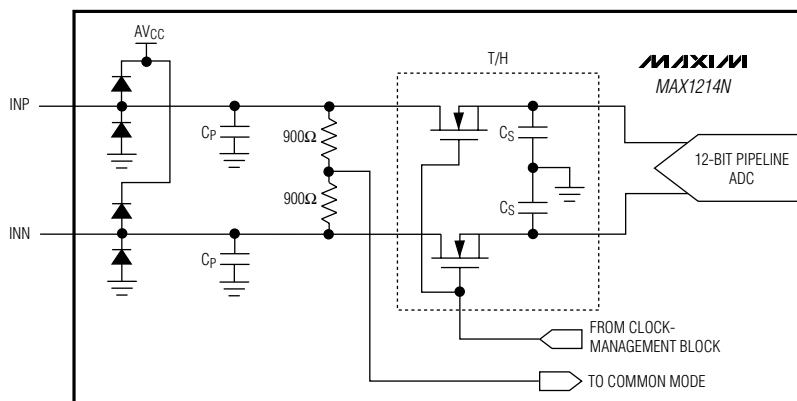 AVCC
T/H
MAXIM
MAX1214N
INP
CP
900Ω
CS
12-BIT PIPELINE
ADC
900Ω
CS
INN
CP
FROM CLOCK-
MANAGEMENT BLOCK
TO COMMON MODE